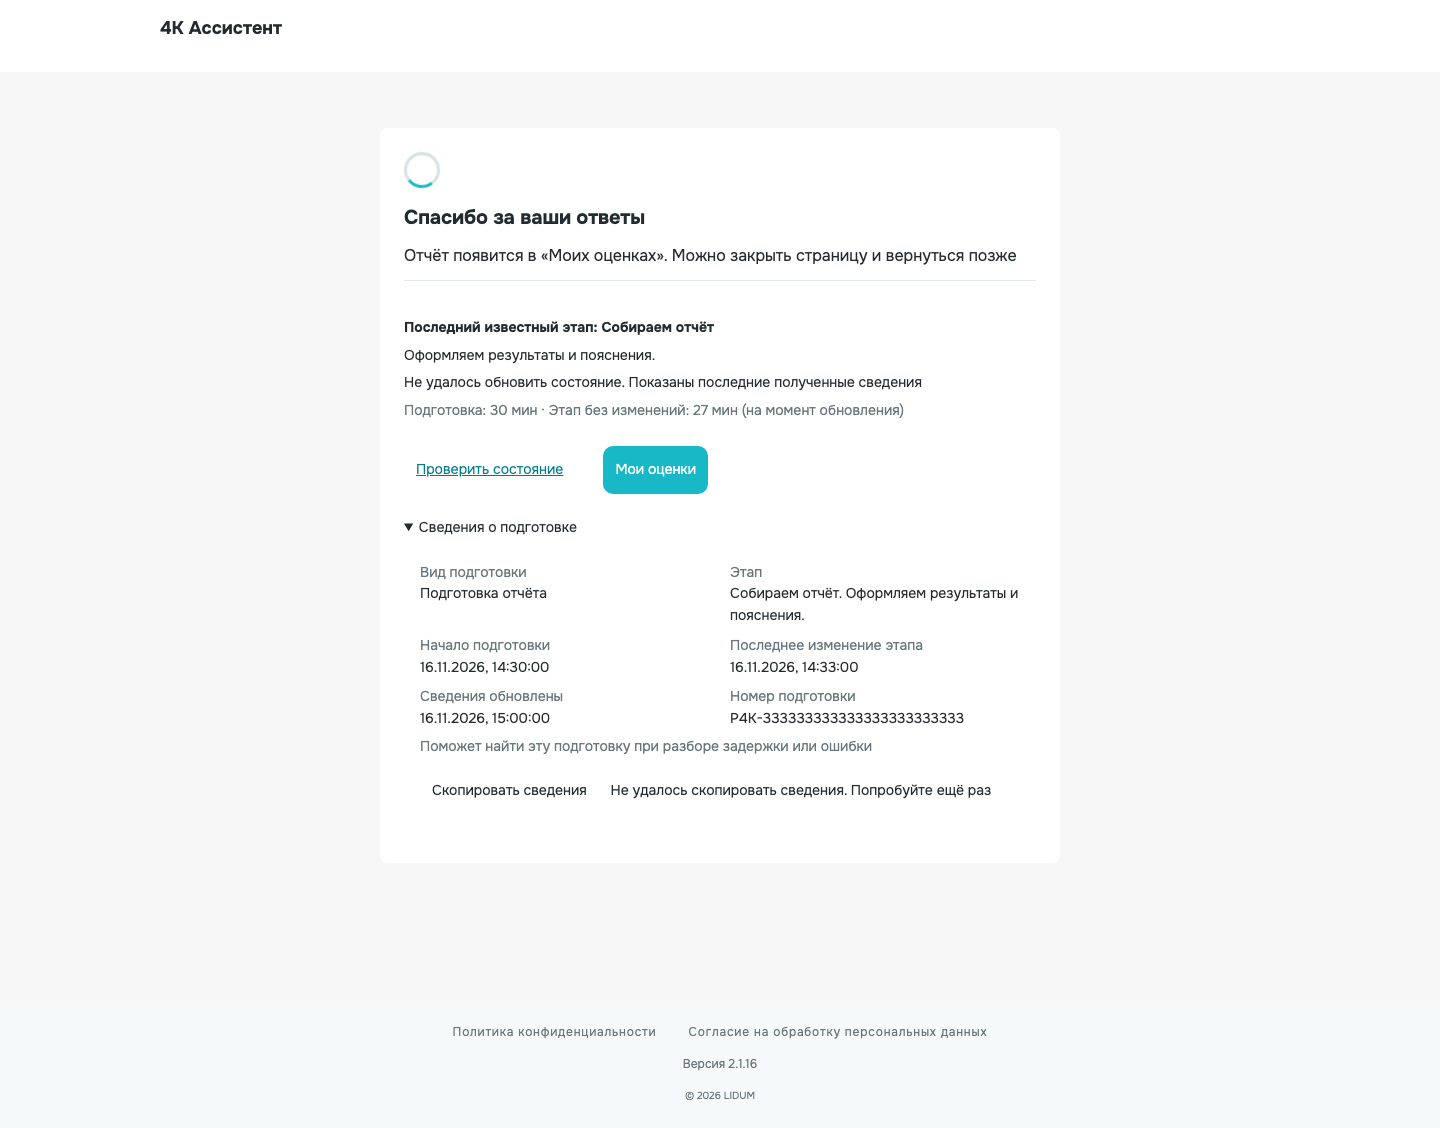 4К Ассистент
Спасибо за ваши ответы
Отчёт появится в «Моих оценках». Можно закрыть страницу и вернуться позже
Последний известный этап: Собираем отчёт
Оформляем результаты и пояснения.
Не удалось обновить состояние. Показаны последние полученные сведения
Подготовка: 30 мин · Этап без изменений: 27 мин (на момент обновления)
Проверить состояние
Мои оценки
▼ Сведения о подготовке
Вид подготовки
Подготовка отчёта
Этап
Собираем отчёт. Оформляем результаты и
пояснения.
Начало подготовки
16.11.2026, 14:30:00
Последнее изменение этапа
16.11.2026, 14:33:00
Сведения обновлены
16.11.2026, 15:00:00
Номер подготовки
P4K-333333333333333333333333
Поможет найти эту подготовку при разборе задержки или ошибки
Скопировать сведения
Не удалось скопировать сведения. Попробуйте ещё раз
Политика конфиденциальности
Согласие на обработку персональных данных
Версия 2.1.16
© 2026 LIDUM